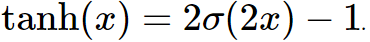 tanh(x) = 2σ(2x) − 1.